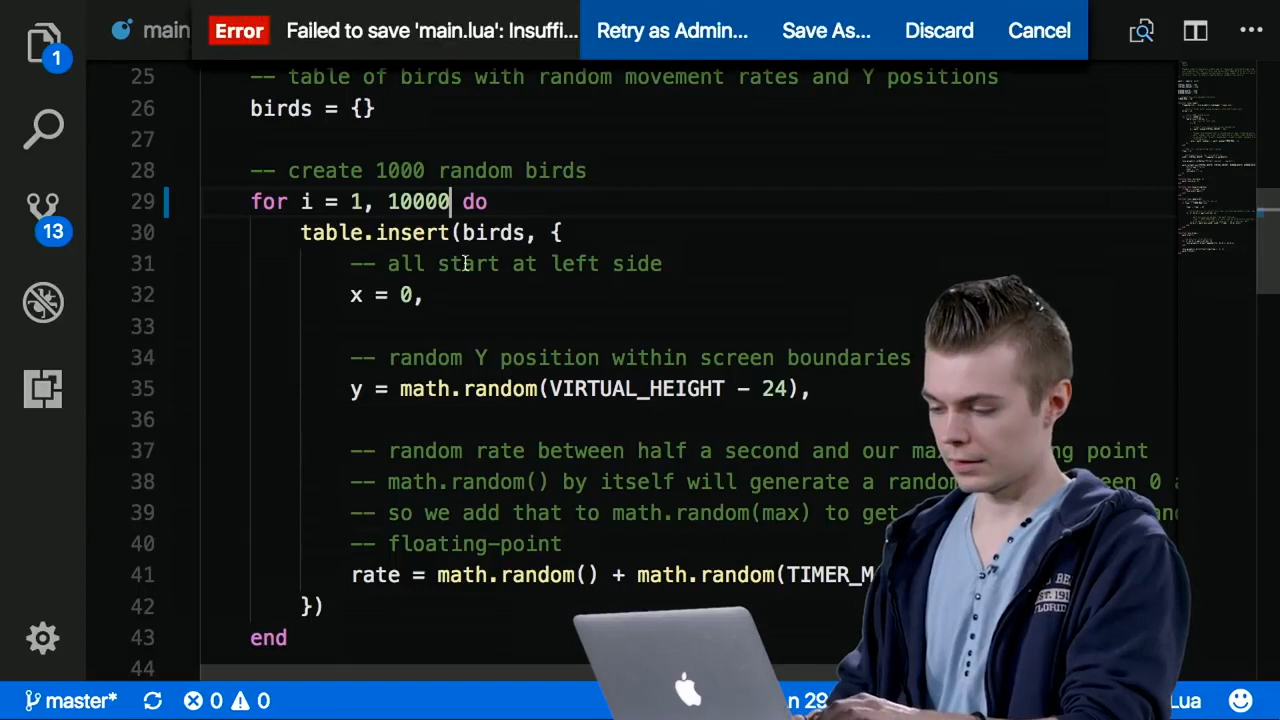 main
Error Failed to save 'main.lua': Insuffi... Retry as Admin... Save As... Discard Cancel
1
13
25 -- table of birds with random movement rates and Y positions
26 birds = {}
27
28 -- create 1000 random birds
29 for i = 1, 10000 do
30 table.insert(birds, {
31 -- all start at left side
32 x = 0,
33
34 -- random Y position within screen boundaries
35 y = math.random(VIRTUAL_HEIGHT - 24),
36
37 -- random rate between half a second and our ng point
38 -- math.random() by itself will generate a 0
39 -- so we add that to math.random(max) to get
40 -- floating-point
41 rate = math.random() + math.random(TIMER_M
42 })
43 end
44
master* 0 0 29 Lua